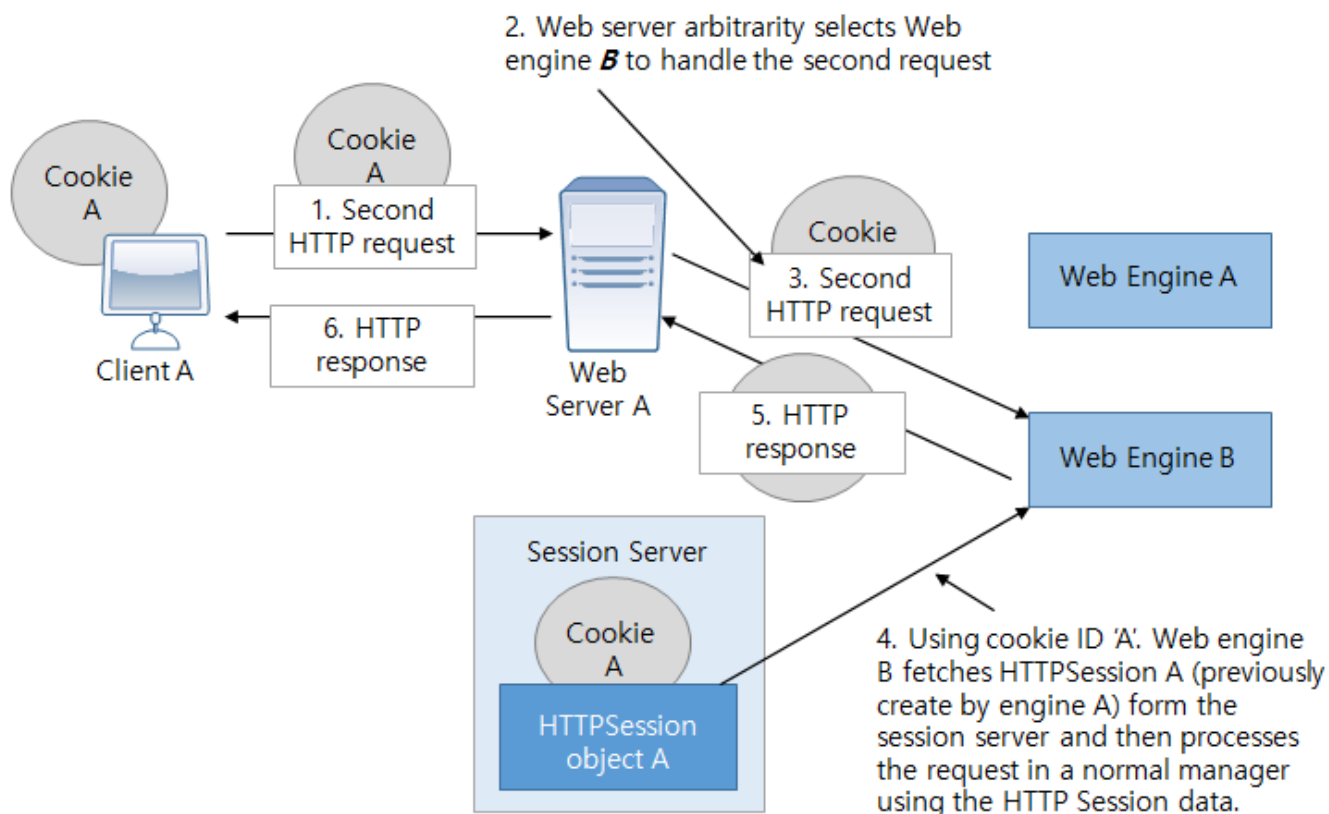 2. Web server arbitrarity selects Web
engine B to handle the second request
Cookie
A
Cookie
A
1. Second
HTTP request
Cookie
3. Second
HTTP request
Web Engine A
6. HTTP
response
Client A
Web
Server A
5. HTTP
response
Web Engine B
Session Server
Cookie
A
HTTPSession
object A
4. Using cookie ID ‘A’. Web engine
B fetches HTTPSession A (previously
create by engine A) form the
session server and then processes
the request in a normal manager
using the HTTP Session data.